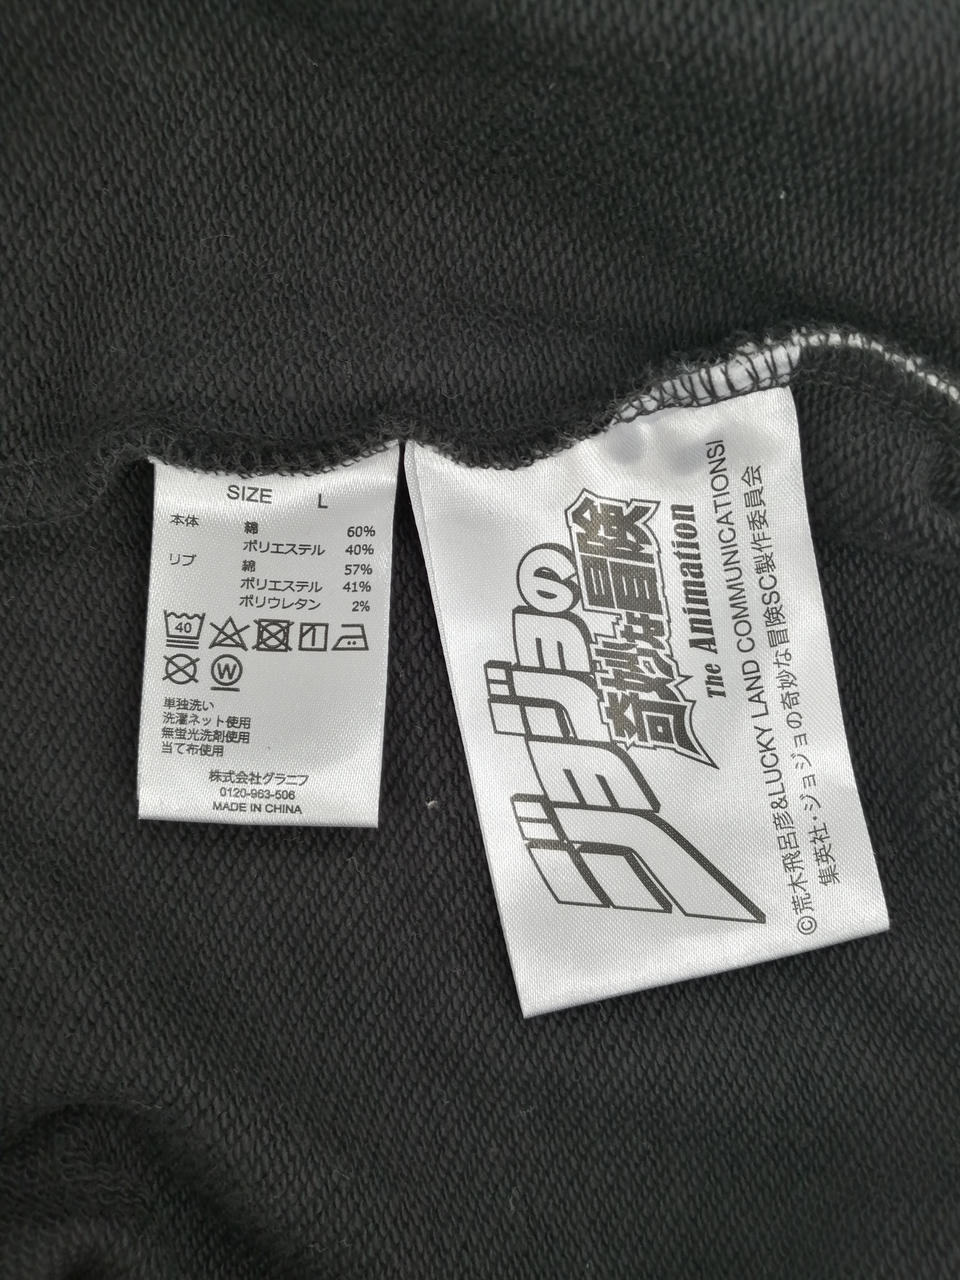 SIZE L
本体 綿 60%
ポリエステル 40%
リブ 綿 57%
ポリエステル 41%
ポリウレタン 2%
40
W
単独洗い
洗濯ネット使用
無蛍光洗剤使用
当て布使用
株式会社グラニフ
0120-963-506
MADE IN CHINA
ジョジョの
奇妙な冒険
The Animation
©荒木飛呂彦&LUCKY LAND COMMUNICATIONS/
集英社・ジョジョの奇妙な冒険SC製作委員会